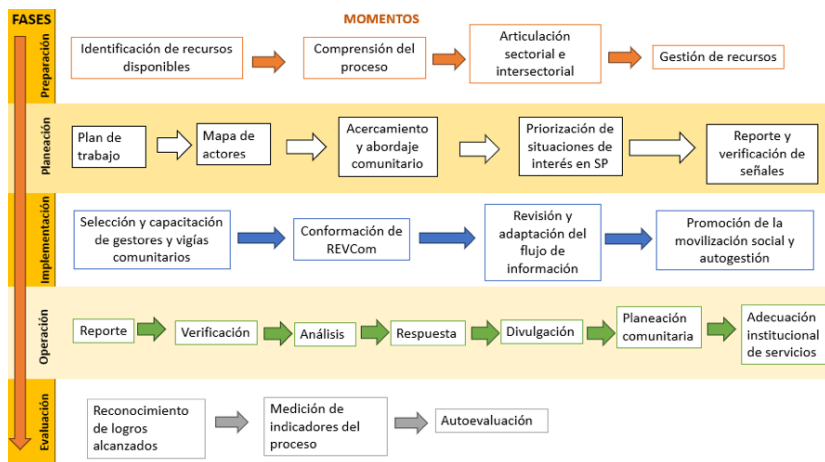 FASES
MOMENTOS
Preparación
Identificación de recursos
disponibles
Comprensión del
proceso
Articulación
sectorial e
intersectorial
Gestión de recursos
Planeación
Plan de
trabajo
Mapa de
actores
Acercamiento
y abordaje
comunitario
Priorización de
situaciones de
interés en SP
Reporte y
verificación de
señales
Implementación
Selección y capacitación
de gestores y vigías
comunitarios
Conformación de
REVCom
Revisión y
adaptación del
flujo de
información
Promoción de la
movilización social y
autogestión
Operación
Reporte
Verificación
Análisis
Respuesta
Divulgación
Planeación
comunitaria
Adecuación
institucional
de servicios
Evaluación
Reconocimiento
de logros
alcanzados
Medición de
indicadores del
proceso
Autoevaluación